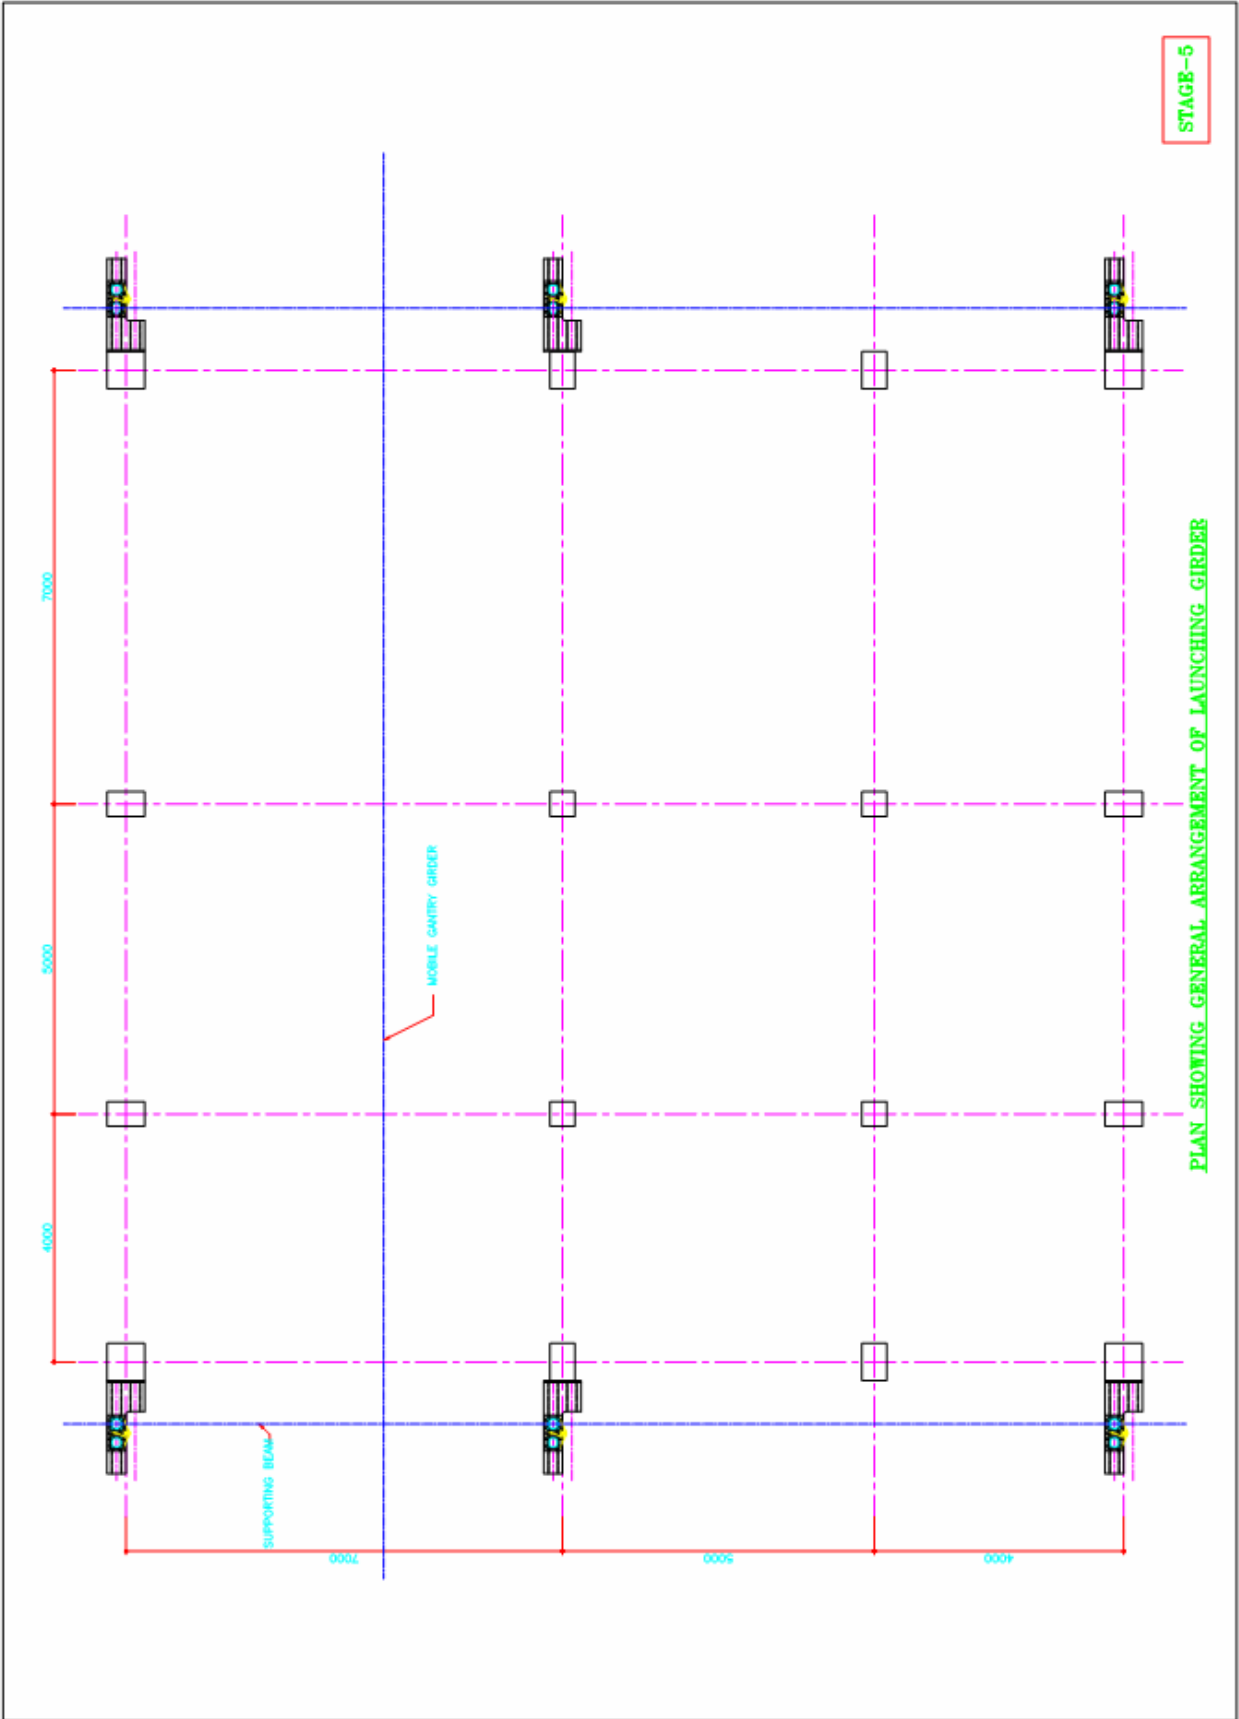 STAGE-5
7000
5000
4000
MOBILE GANTRY GIRDER
SUPPORTING BEAM
7000
5000
4000
PLAN SHOWING GENERAL ARRANGEMENT OF LAUNCHING GIRDER